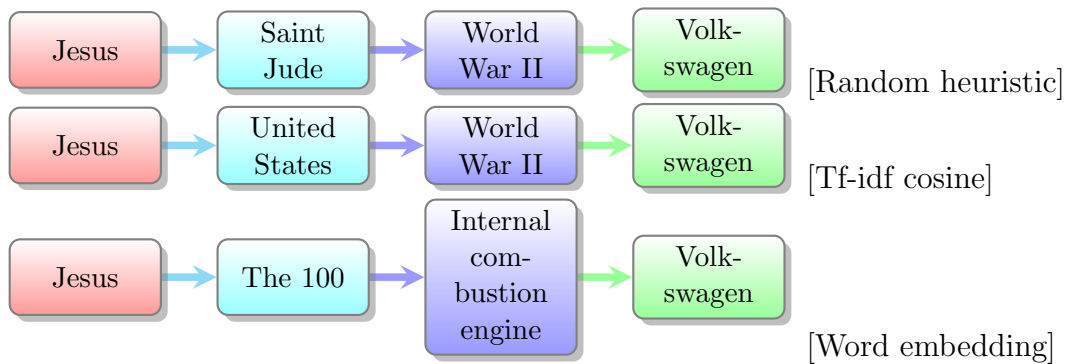 Jesus
Saint
Jude
World
War II
Volk-
swagen
[Random heuristic]
Jesus
United
States
World
War II
Volk-
swagen
[Tf-idf cosine]
Jesus
The 100
Internal
com-
bustion
engine
Volk-
swagen
[Word embedding]